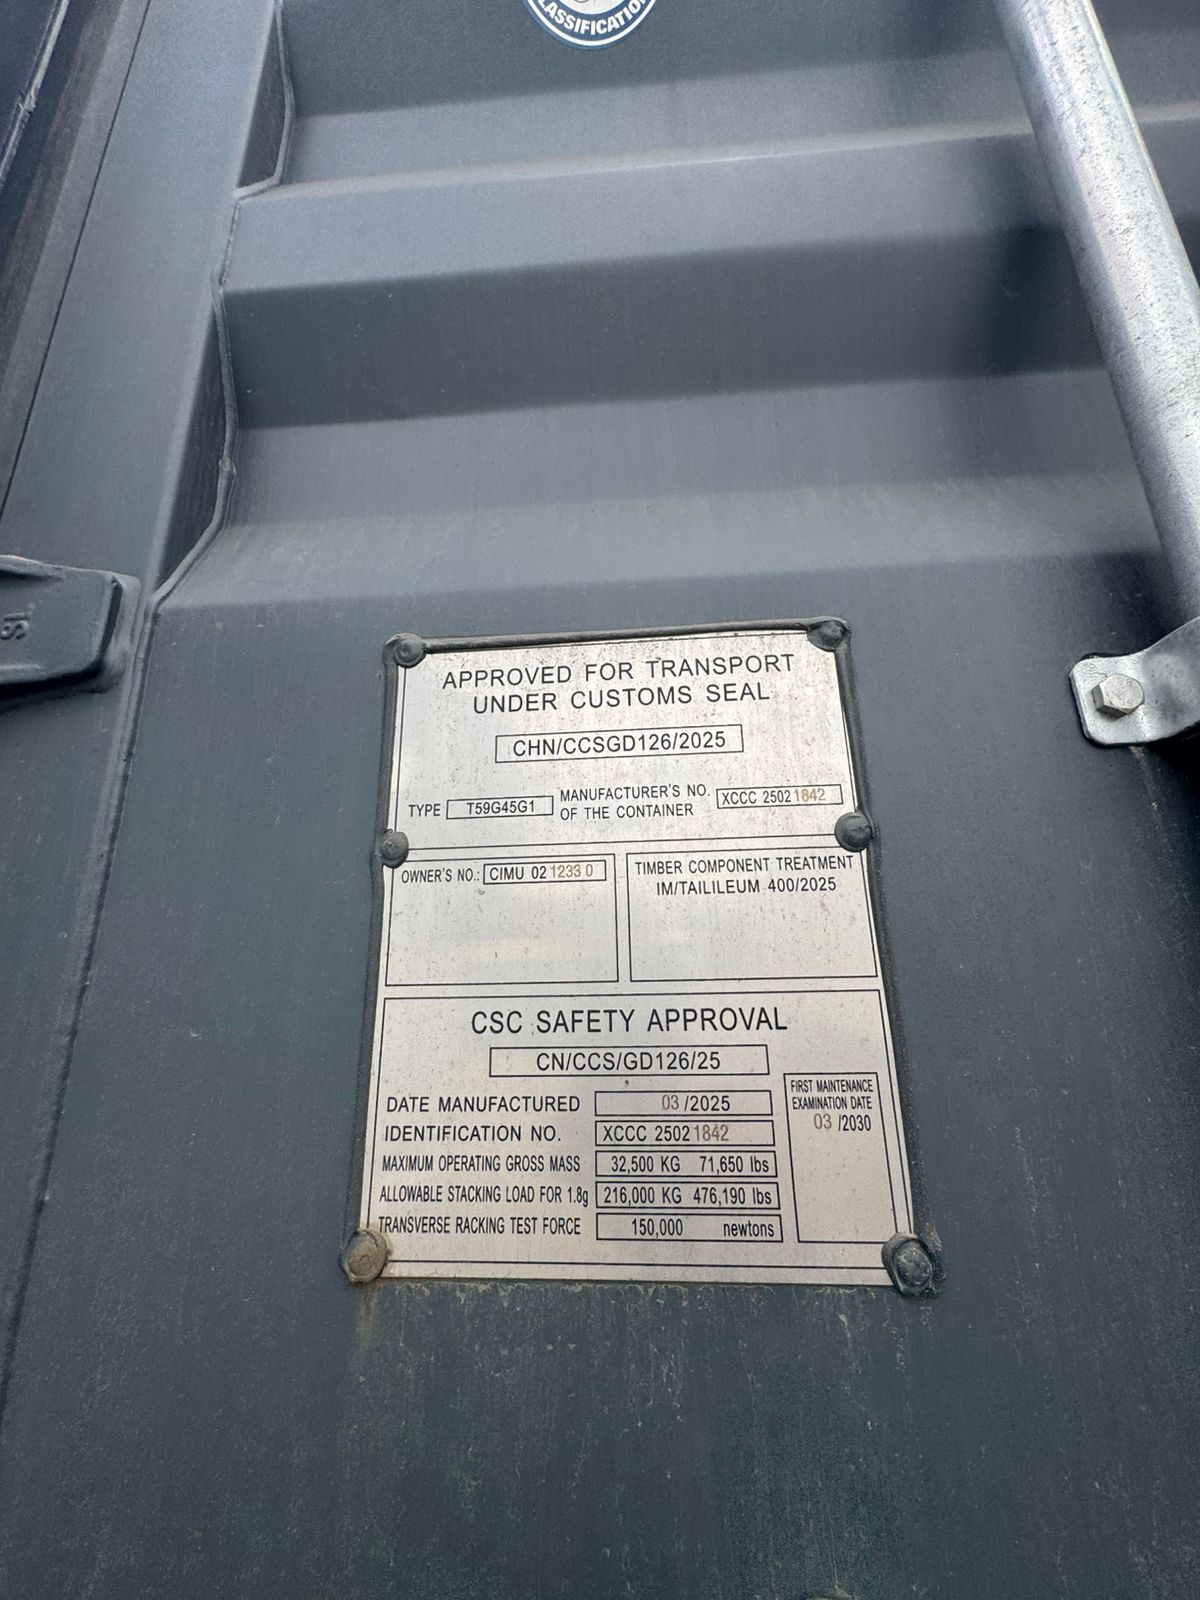 LASSIFICATION
APPROVED FOR TRANSPORT
UNDER CUSTOMS SEAL
CHN/CCSGD126/2025
TYPE T59G45G1 MANUFACTURER'S NO. OF THE CONTAINER XCCC 25021842
OWNER'S NO.: CIMU 02 1233 0
TIMBER COMPONENT TREATMENT
IM/TAILILEUM 400/2025
CSC SAFETY APPROVAL
CN/CCS/GD126/25
DATE MANUFACTURED 03/2025
IDENTIFICATION NO. XCCC 25021842
MAXIMUM OPERATING GROSS MASS 32,500 KG 71,650 lbs
ALLOWABLE STACKING LOAD FOR 1.8g 216,000 KG 476,190 lbs
TRANSVERSE RACKING TEST FORCE 150,000 newtons
FIRST MAINTENANCE
EXAMINATION DATE
03/2030